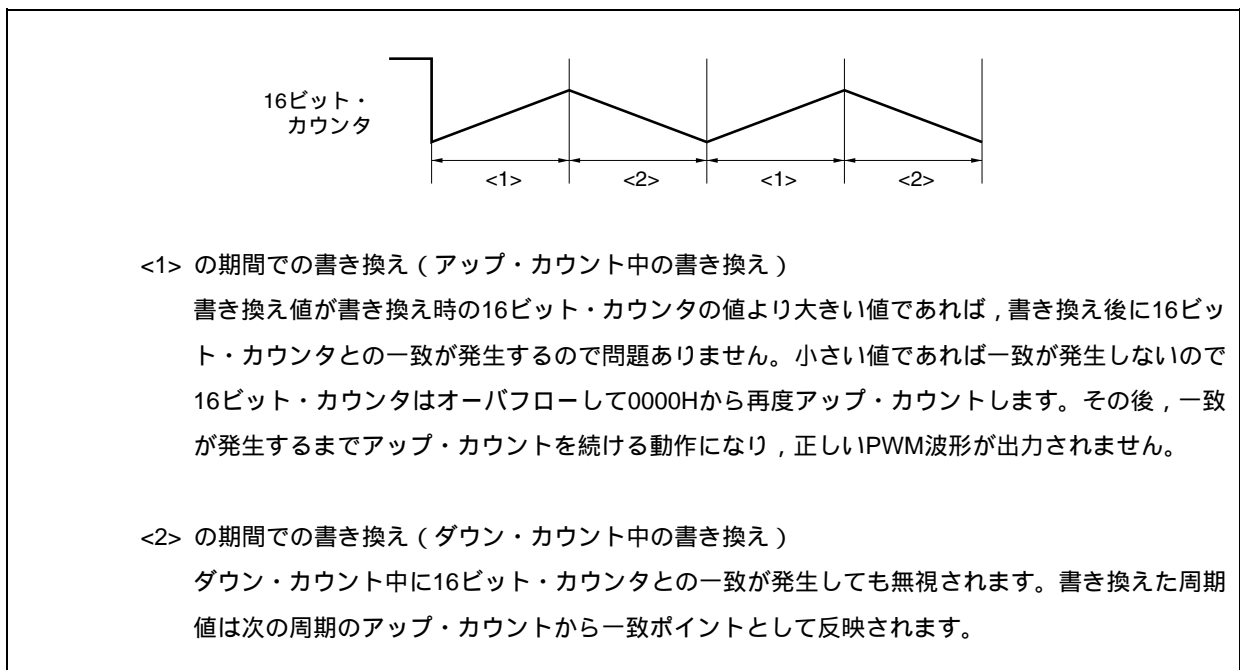 16ビット・
カウンタ
<1> <2> <1> <2>
<1> の期間での書き換え（アップ・カウント中の書き換え）
書き換え値が書き換え時の16ビット・カウンタの値より大きい値であれば，書き換え後に16ビッ
ト・カウンタとの一致が発生するので問題ありません。小さい値であれば一致が発生しないので
16ビット・カウンタはオーバフローして0000Hから再度アップ・カウントします。その後，一致
が発生するまでアップ・カウントを続ける動作になり，正しいPWM波形が出力されません。
<2> の期間での書き換え（ダウン・カウント中の書き換え）
ダウン・カウント中に16ビット・カウンタとの一致が発生しても無視されます。書き換えた周期
値は次の周期のアップ・カウントから一致ポイントとして反映されます。